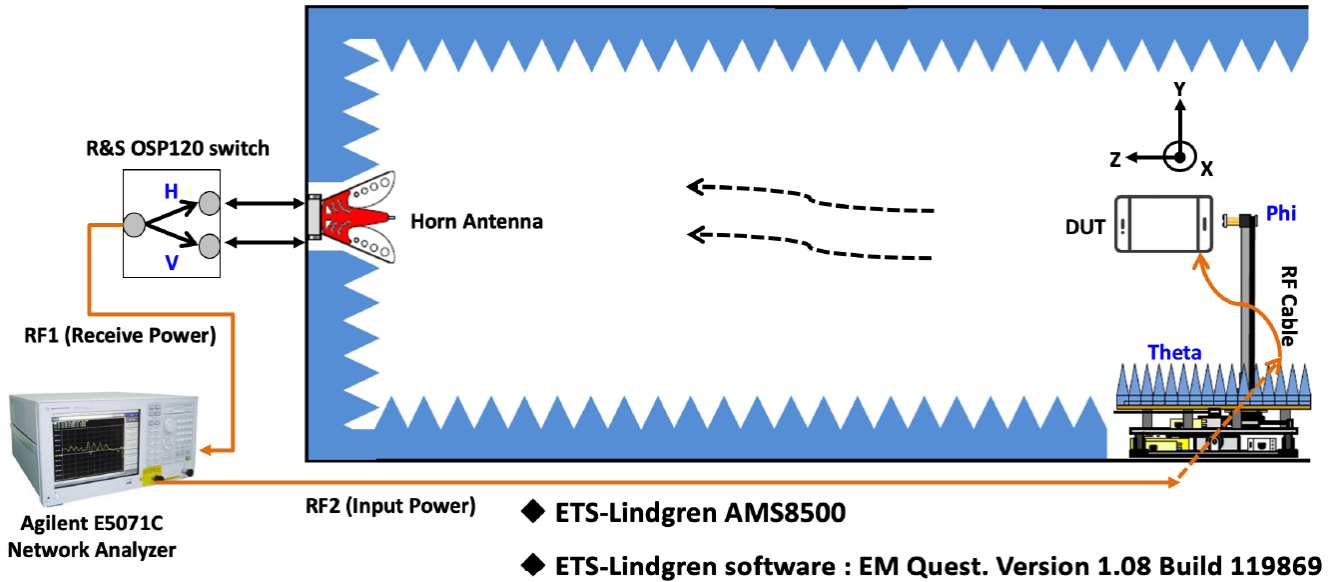 Y
R&S OSP120 switch
Z
X
H
Phi
Horn Antenna
DUT
V
RF Cable
RF1 (Receive Power)
Theta
RF2 (Input Power)
◆ ETS-Lindgren AMS8500
Agilent E5071C
Network Analyzer
◆ ETS-Lindgren software : EM Quest. Version 1.08 Build 119869